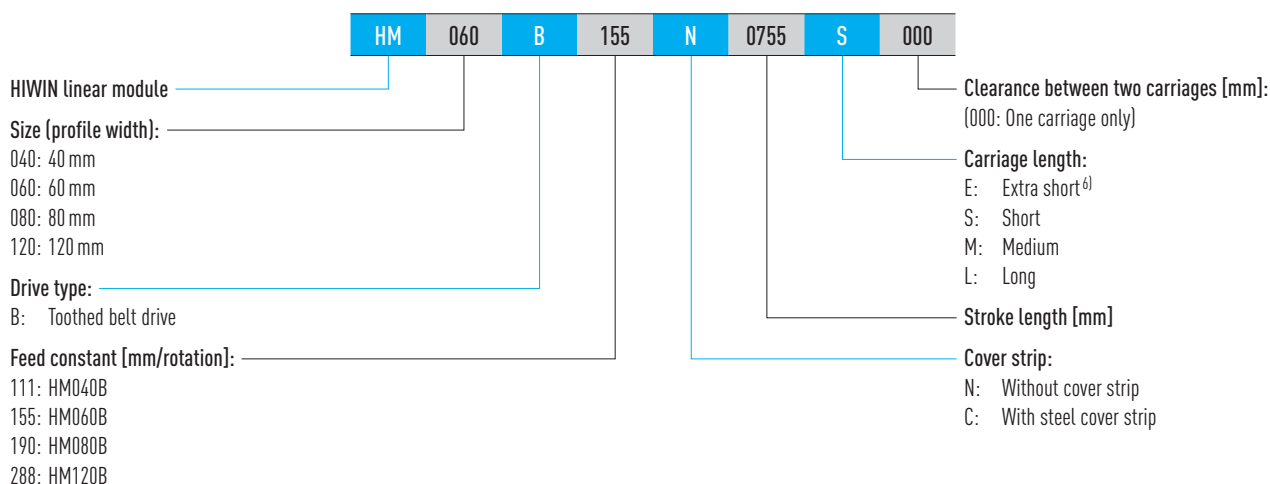 HM 060 B 155 N 0755 S 000
HIWIN linear module
Size (profile width):
040: 40 mm
060: 60 mm
080: 80 mm
120: 120 mm
Drive type:
B: Toothed belt drive
Feed constant [mm/rotation]:
111: HM040B
155: HM060B
190: HM080B
288: HM120B
Clearance between two carriages [mm]:
(000: One carriage only)
Carriage length:
E: Extra short 6)
S: Short
M: Medium
L: Long
Stroke length [mm]
Cover strip:
N: Without cover strip
C: With steel cover strip